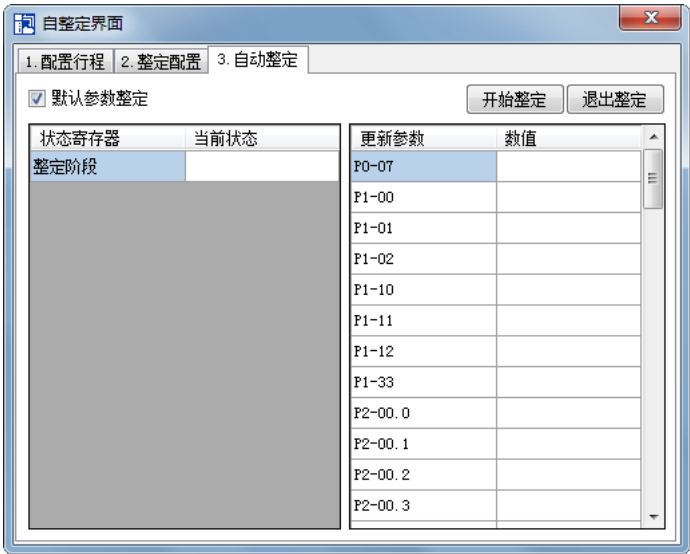 自整定界面
1.配置行程 2.整定配置 3.自动整定
默认参数整定 开始整定 退出整定
状态寄存器 当前状态 更新参数 数值
整定阶段 P0-07
P1-00
P1-01
P1-02
P1-10
P1-11
P1-12
P1-33
P2-00.0
P2-00.1
P2-00.2
P2-00.3